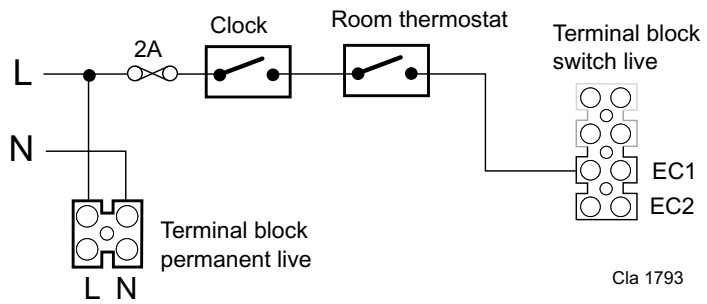 Clock
Room thermostat
Terminal block
switch live
2A
L
N
EC1
EC2
Terminal block
permanent live
L N
Cla 1793